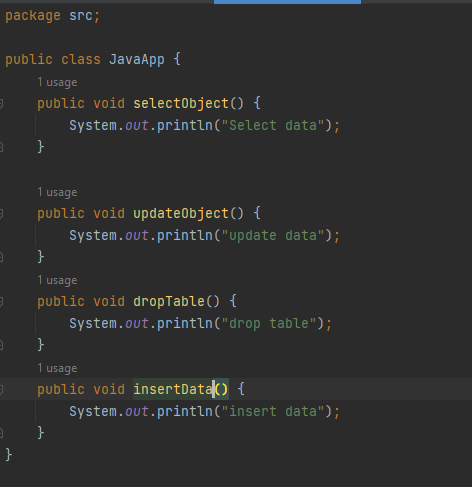 package src;
public class JavaApp {
1 usage
public void selectObject() {
System.out.println("Select data");
}
1 usage
public void updateObject() {
System.out.println("update data");
}
1 usage
public void dropTable() {
System.out.println("drop table");
}
1 usage
public void insertData() {
System.out.println("insert data");
}
}